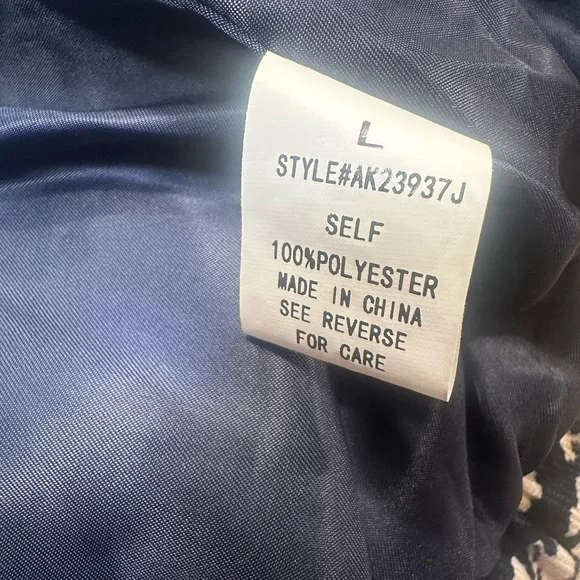 L
STYLE#AK23937J
SELF
100%POLYESTER
MADE IN CHINA
SEE REVERSE
FOR CARE